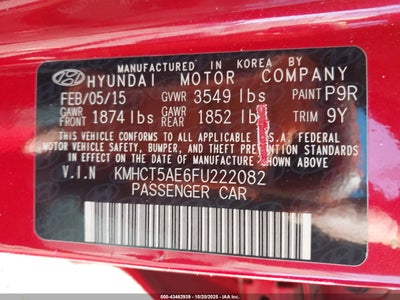 MANUFACTURED IN KOREA BY
HYUNDAI MOTOR COMPANY
FEB/05/15 GVWR 3549 lbs PAINT P9R
GAWR FRONT 1874 lbs GAWR REAR 1852 lb TRIM 9Y
THIS VEHICLE CONFORMS TO ALL APPLICABLE U.S.A. FEDERAL
MOTOR VEHICLE SAFETY, BUMPER, AND THEFT PREVENTION STANDARDS
IN EFFECT ON THE DATE OF MANUFACTURE SHOWN ABOVE.
V.I.N KMHCT5AE6FU222082
PASSENGER CAR
000-43462939 - 10/20/2025 - iaai.com